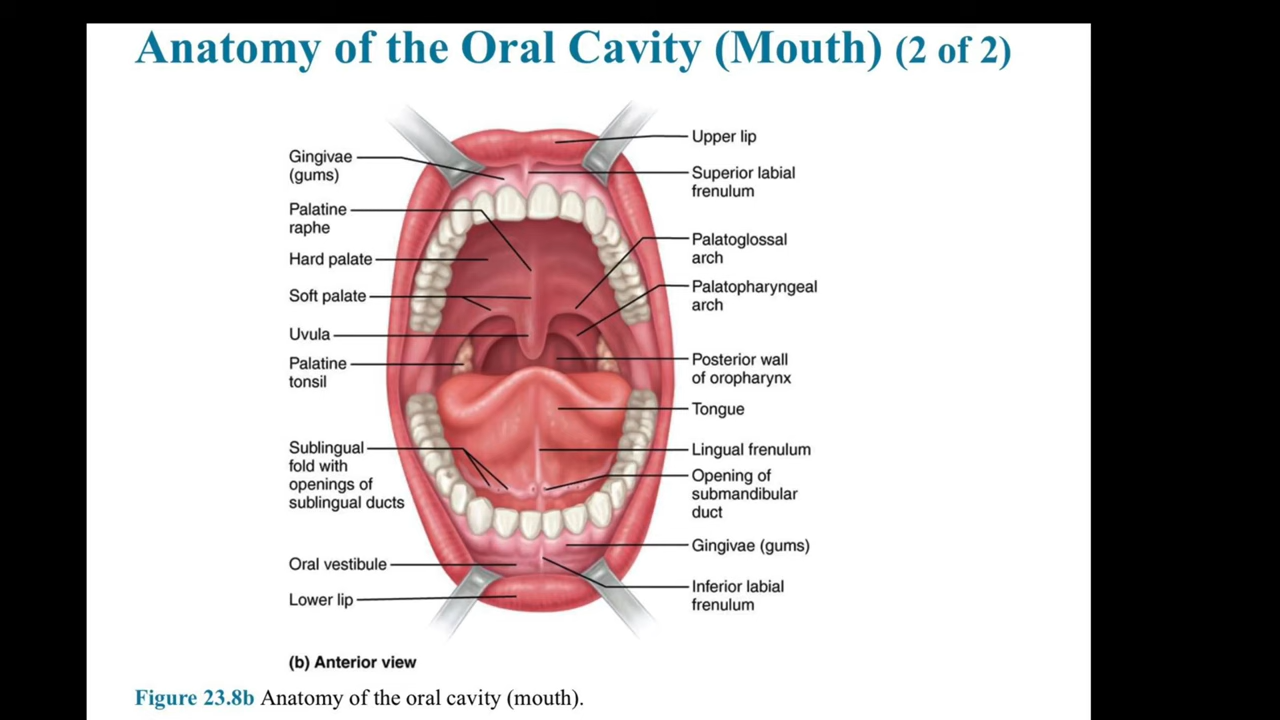 Anatomy of the Oral Cavity (Mouth) (2 of 2)
Gingivae
(gums)
Palatine
raphe
Hard palate
Soft palate
Uvula
Palatine
tonsil
Sublingual
fold with
openings of
sublingual ducts
Oral vestibule
Lower lip
Upper lip
Superior labial
frenulum
Palatoglossal
arch
Palatopharyngeal
arch
Posterior wall
of oropharynx
Tongue
Lingual frenulum
Opening of
submandibular
duct
Gingivae (gums)
Inferior labial
frenulum
(b) Anterior view
Figure 23.8b Anatomy of the oral cavity (mouth).